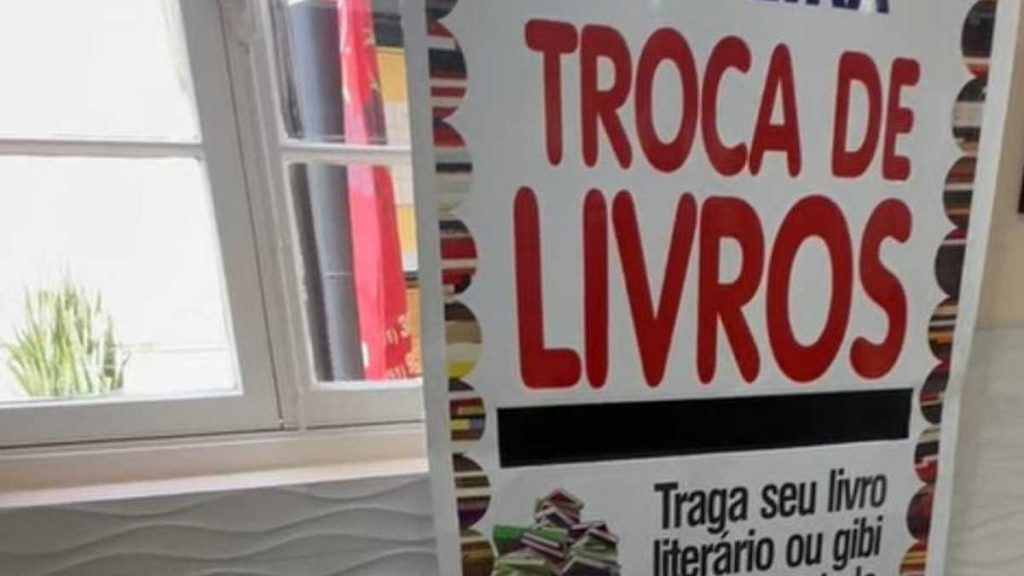 TROCA DE
LIVROS
Traga seu livro
literário ou gibi